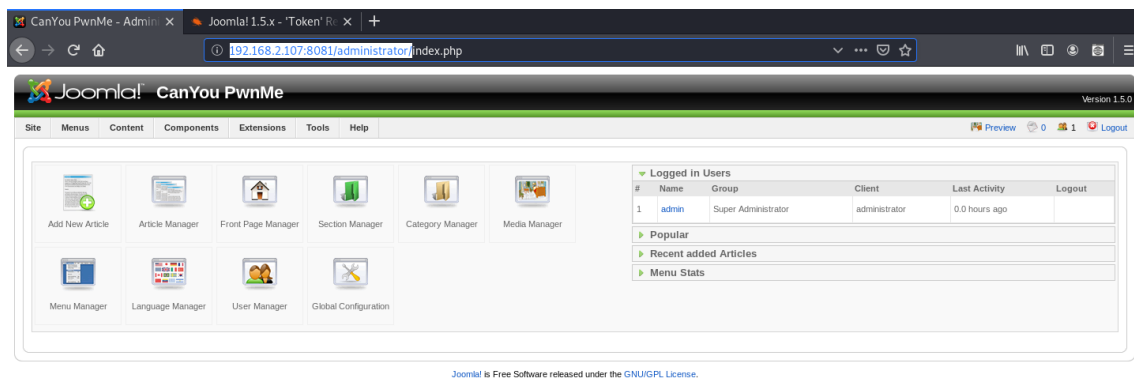 CanYou PwnMe - Admini
Joomla! 1.5.x - 'Token' Re
192.168.2.107:8081/administrator/index.php
Joomla!
CanYou PwnMe
Version 1.5.0
Site Menus Content Components Extensions Tools Help
Preview 0 1 Logout
Add New Article
Article Manager
Front Page Manager
Section Manager
Category Manager
Media Manager
Menu Manager
Language Manager
User Manager
Global Configuration
Logged in Users
# Name Group Client Last Activity Logout
1 admin Super Administrator administrator 0.0 hours ago
Popular
Recent added Articles
Menu Stats
Joomla! is Free Software released under the GNU/GPL License.